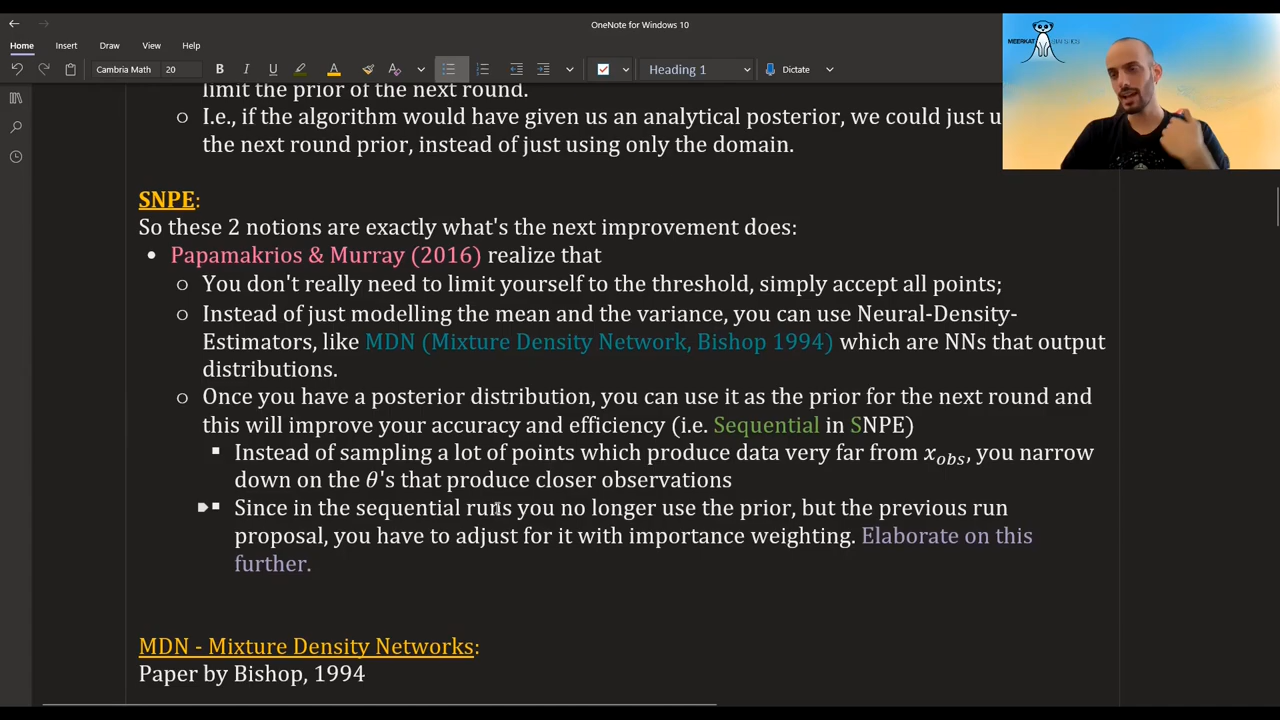 OneNote for Windows 10
Home Insert Draw View Help
Cambria Math 20 B I U A A Heading 1 Dictate
limit the prior of the next round.
I.e., if the algorithm would have given us an analytical posterior, we could just u
the next round prior, instead of just using only the domain.
MEERKAT STATISTICS
SNPE:
So these 2 notions are exactly what's the next improvement does:
Papamakrios & Murray (2016) realize that
You don't really need to limit yourself to the threshold, simply accept all points;
Instead of just modelling the mean and the variance, you can use Neural-Density-
Estimators, like MDN (Mixture Density Network, Bishop 1994) which are NNs that output
distributions.
Once you have a posterior distribution, you can use it as the prior for the next round and
this will improve your accuracy and efficiency (i.e. Sequential in SNPE)
Instead of sampling a lot of points which produce data very far from x_obs, you narrow
down on the θ's that produce closer observations
Since in the sequential runs you no longer use the prior, but the previous run
proposal, you have to adjust for it with importance weighting. Elaborate on this
further.
MDN - Mixture Density Networks:
Paper by Bishop, 1994